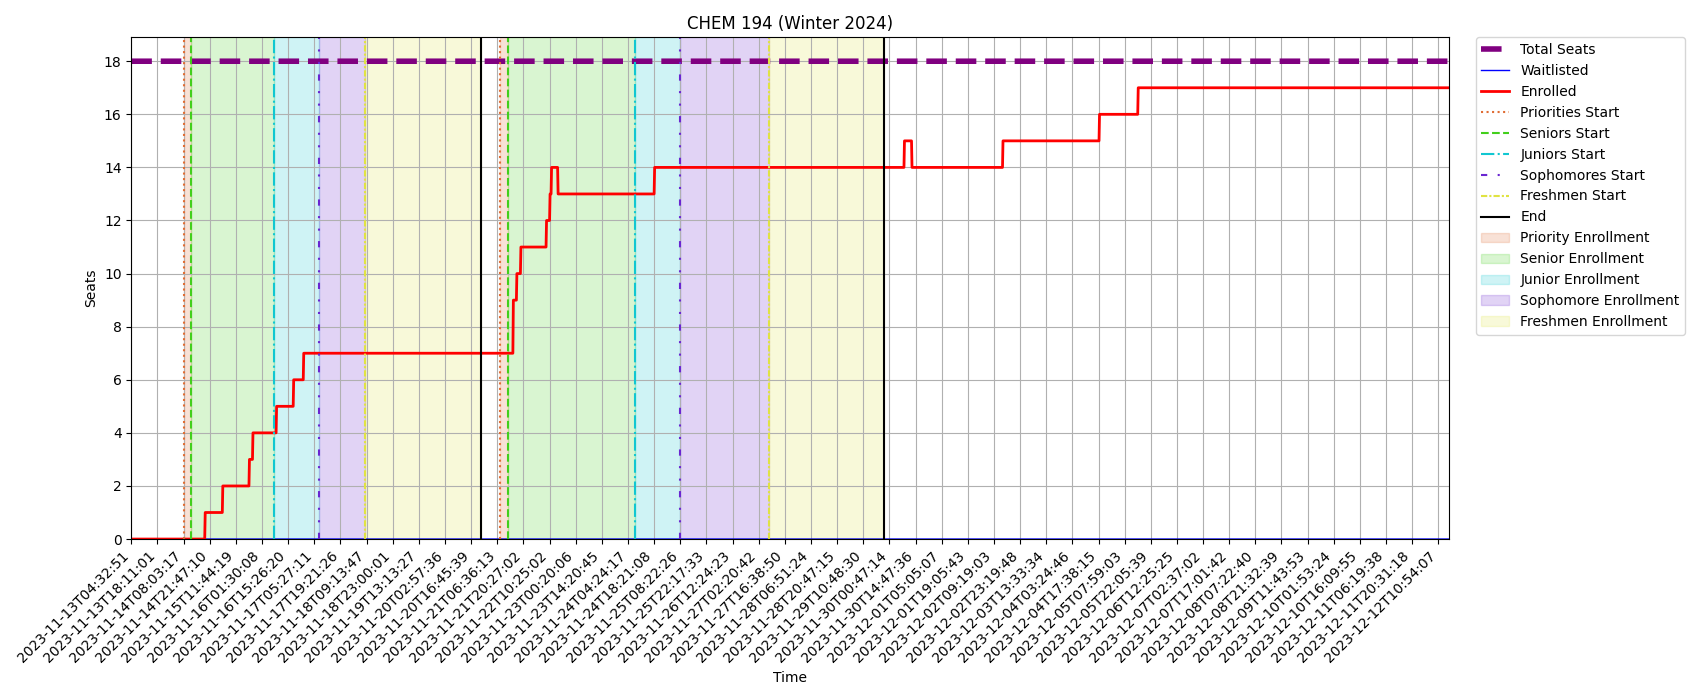 CHEM 194 (Winter 2024)
Seats
18
16
14
12
10
8
6
4
2
0
2023-11-13T04:32:51
2023-11-13T18:11:01
2023-11-14T08:03:17
2023-11-14T21:47:10
2023-11-15T11:44:19
2023-11-16T01:30:08
2023-11-16T15:26:20
2023-11-17T05:27:11
2023-11-17T19:21:26
2023-11-18T09:13:47
2023-11-18T23:00:01
2023-11-19T13:13:27
2023-11-20T02:57:36
2023-11-20T16:45:39
2023-11-21T06:36:13
2023-11-21T20:27:02
2023-11-22T10:25:02
2023-11-23T00:20:06
2023-11-23T14:20:45
2023-11-24T04:24:17
2023-11-24T18:21:08
2023-11-25T08:22:26
2023-11-25T22:17:33
2023-11-26T12:24:23
2023-11-27T02:20:42
2023-11-27T16:38:50
2023-11-28T06:51:24
2023-11-28T20:47:15
2023-11-29T10:48:30
2023-11-30T00:47:14
2023-11-30T14:47:36
2023-12-01T05:05:07
2023-12-01T19:05:43
2023-12-02T09:19:03
2023-12-02T23:19:48
2023-12-03T13:33:34
2023-12-04T03:24:46
2023-12-04T17:38:15
2023-12-05T07:59:03
2023-12-05T22:05:39
2023-12-06T12:25:25
2023-12-07T02:37:02
2023-12-07T17:01:42
2023-12-08T07:22:40
2023-12-08T21:32:39
2023-12-09T11:43:53
2023-12-10T01:53:24
2023-12-10T16:09:55
2023-12-11T06:19:38
2023-12-11T20:31:18
2023-12-12T10:54:07
Time
Total Seats
Waitlisted
Enrolled
Priorities Start
Seniors Start
Juniors Start
Sophomores Start
Freshmen Start
End
Priority Enrollment
Senior Enrollment
Junior Enrollment
Sophomore Enrollment
Freshmen Enrollment